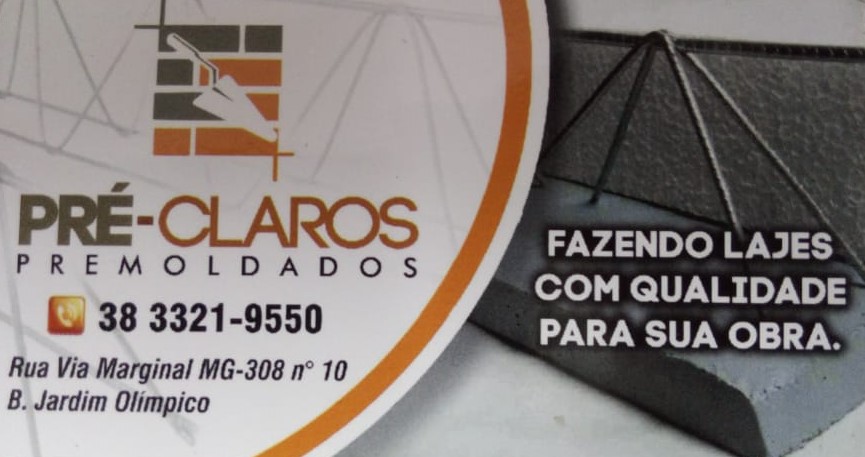 PRÉ-CLAROS
PREMOLDADOS
38 3321-9550
Rua Via Marginal MG-308 n° 10
B. Jardim Olímpico
FAZENDO LAJES
COM QUALIDADE
PARA SUA OBRA.